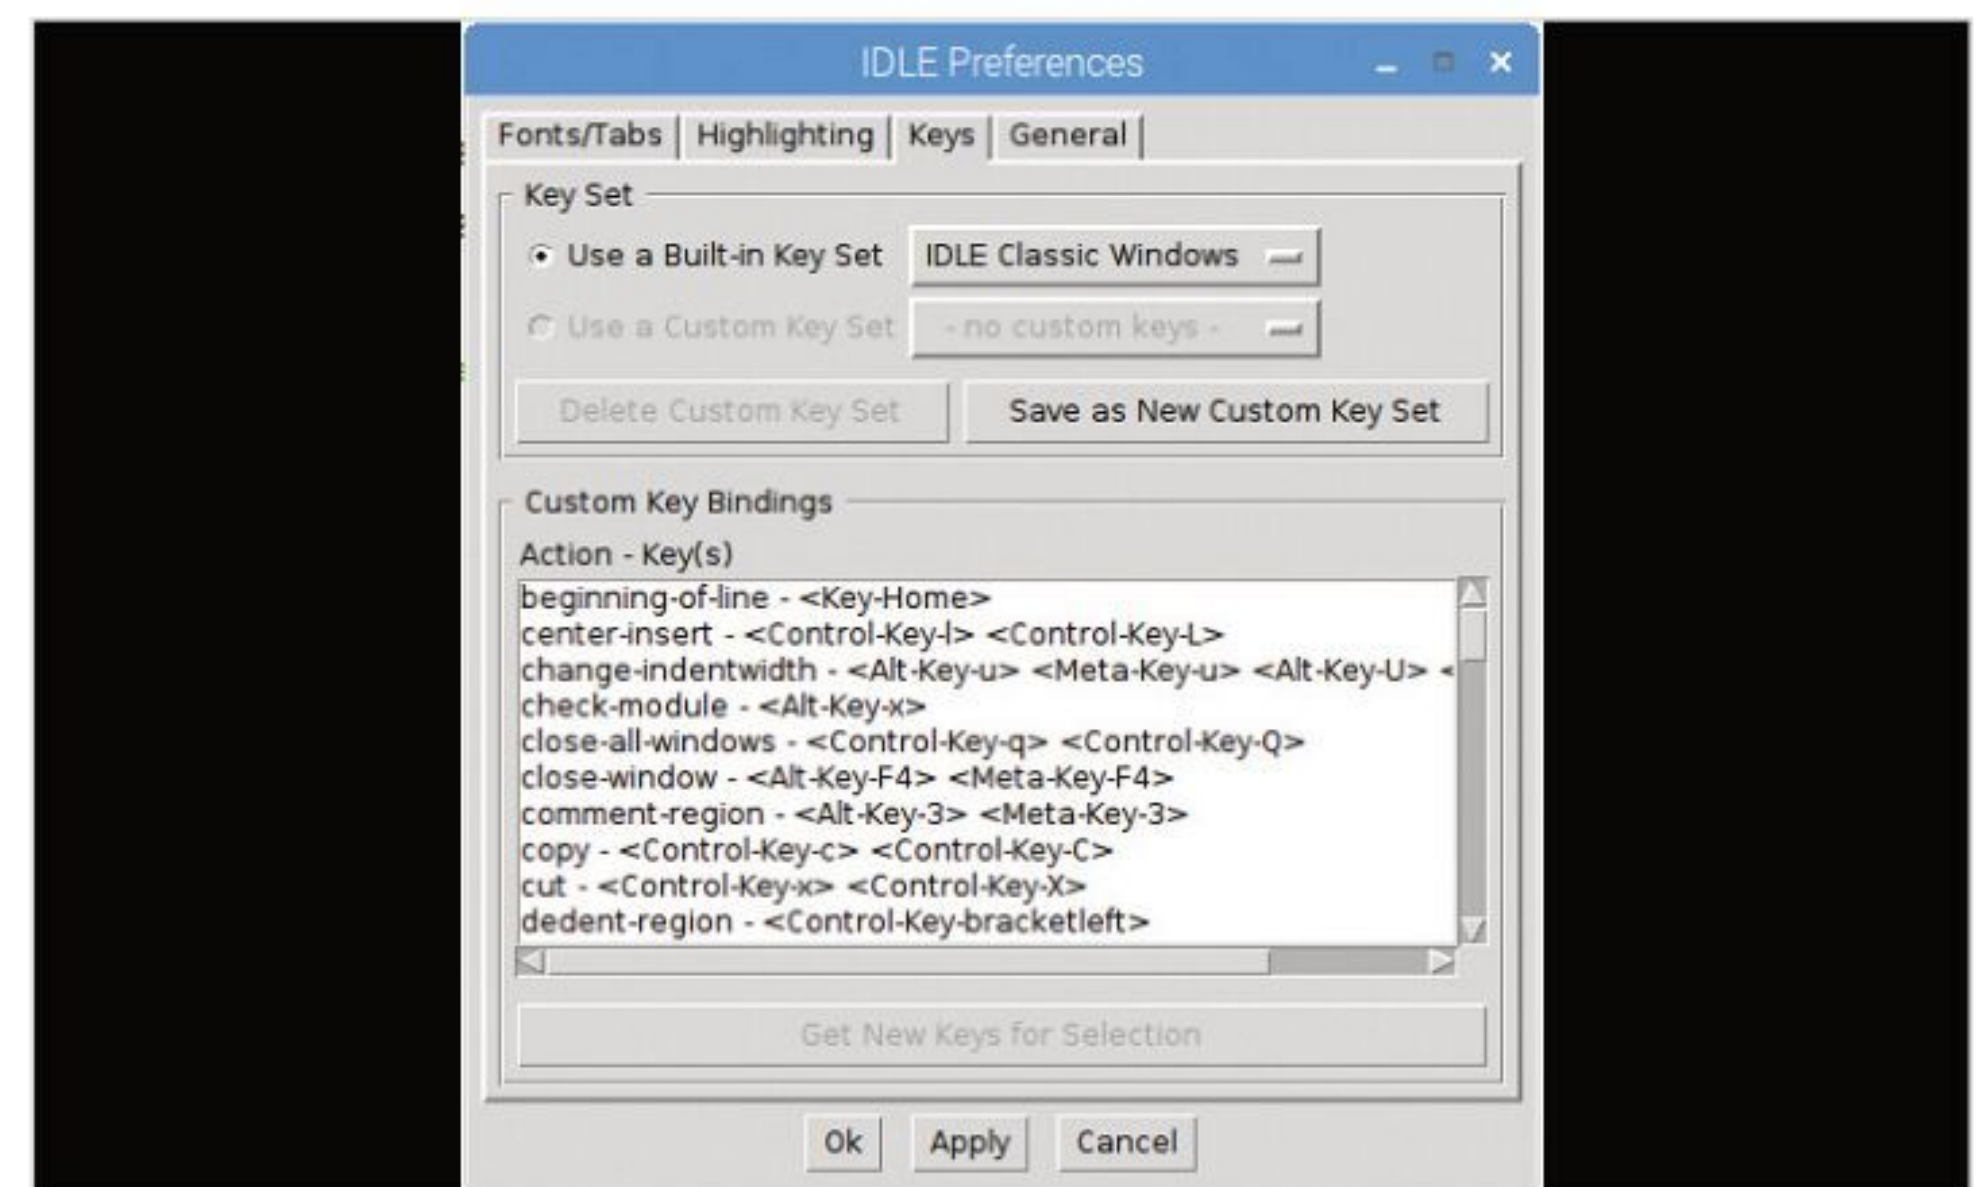 IDLE Preferences
Fonts/Tabs Highlighting Keys General
Key Set
Use a Built-in Key Set IDLE Classic Windows
Use a Custom Key Set - no custom keys -
Delete Custom Key Set Save as New Custom Key Set
Custom Key Bindings
Action - Key(s)
beginning-of-line - <Key-Home>
center-insert - <Control-Key-l> <Control-Key-L>
change-indentwidth - <Alt-Key-u> <Meta-Key-u> <Alt-Key-U> <
check-module - <Alt-Key-x>
close-all-windows - <Control-Key-q> <Control-Key-Q>
close-window - <Alt-Key-F4> <Meta-Key-F4>
comment-region - <Alt-Key-3> <Meta-Key-3>
copy - <Control-Key-c> <Control-Key-C>
cut - <Control-Key-x> <Control-Key-X>
dedent-region - <Control-Key-bracketleft>
Get New Keys for Selection
Ok Apply Cancel